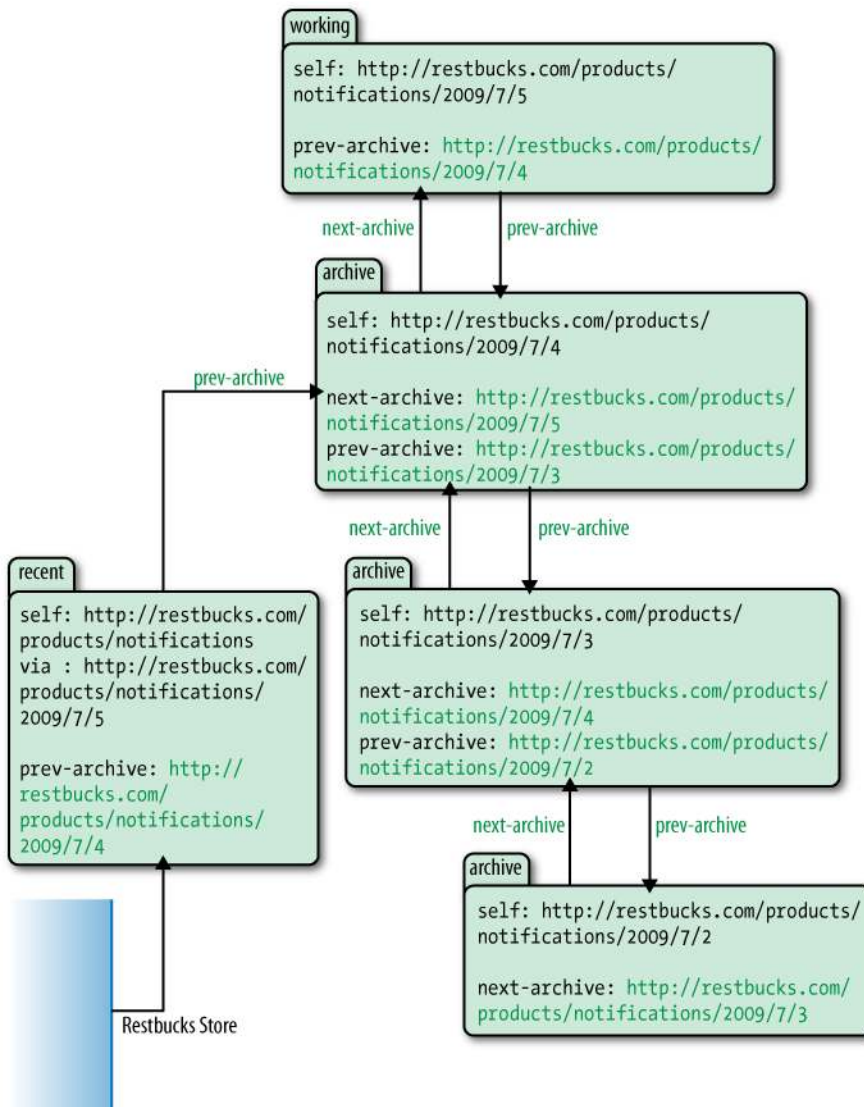 working
self: http://restbucks.com/products/
notifications/2009/7/5
prev-archive: http://restbucks.com/products/
notifications/2009/7/4
next-archive
prev-archive
archive
self: http://restbucks.com/products/
notifications/2009/7/4
next-archive: http://restbucks.com/products/
notifications/2009/7/5
prev-archive: http://restbucks.com/products/
notifications/2009/7/3
prev-archive
next-archive
prev-archive
recent
self: http://restbucks.com/
products/notifications
via : http://restbucks.com/
products/notifications/
2009/7/5
prev-archive: http://
restbucks.com/
products/notifications/
2009/7/4
archive
self: http://restbucks.com/products/
notifications/2009/7/3
next-archive: http://restbucks.com/products/
notifications/2009/7/4
prev-archive: http://restbucks.com/products/
notifications/2009/7/2
next-archive
prev-archive
archive
self: http://restbucks.com/products/
notifications/2009/7/2
next-archive: http://restbucks.com/
products/notifications/2009/7/3
Restbucks Store